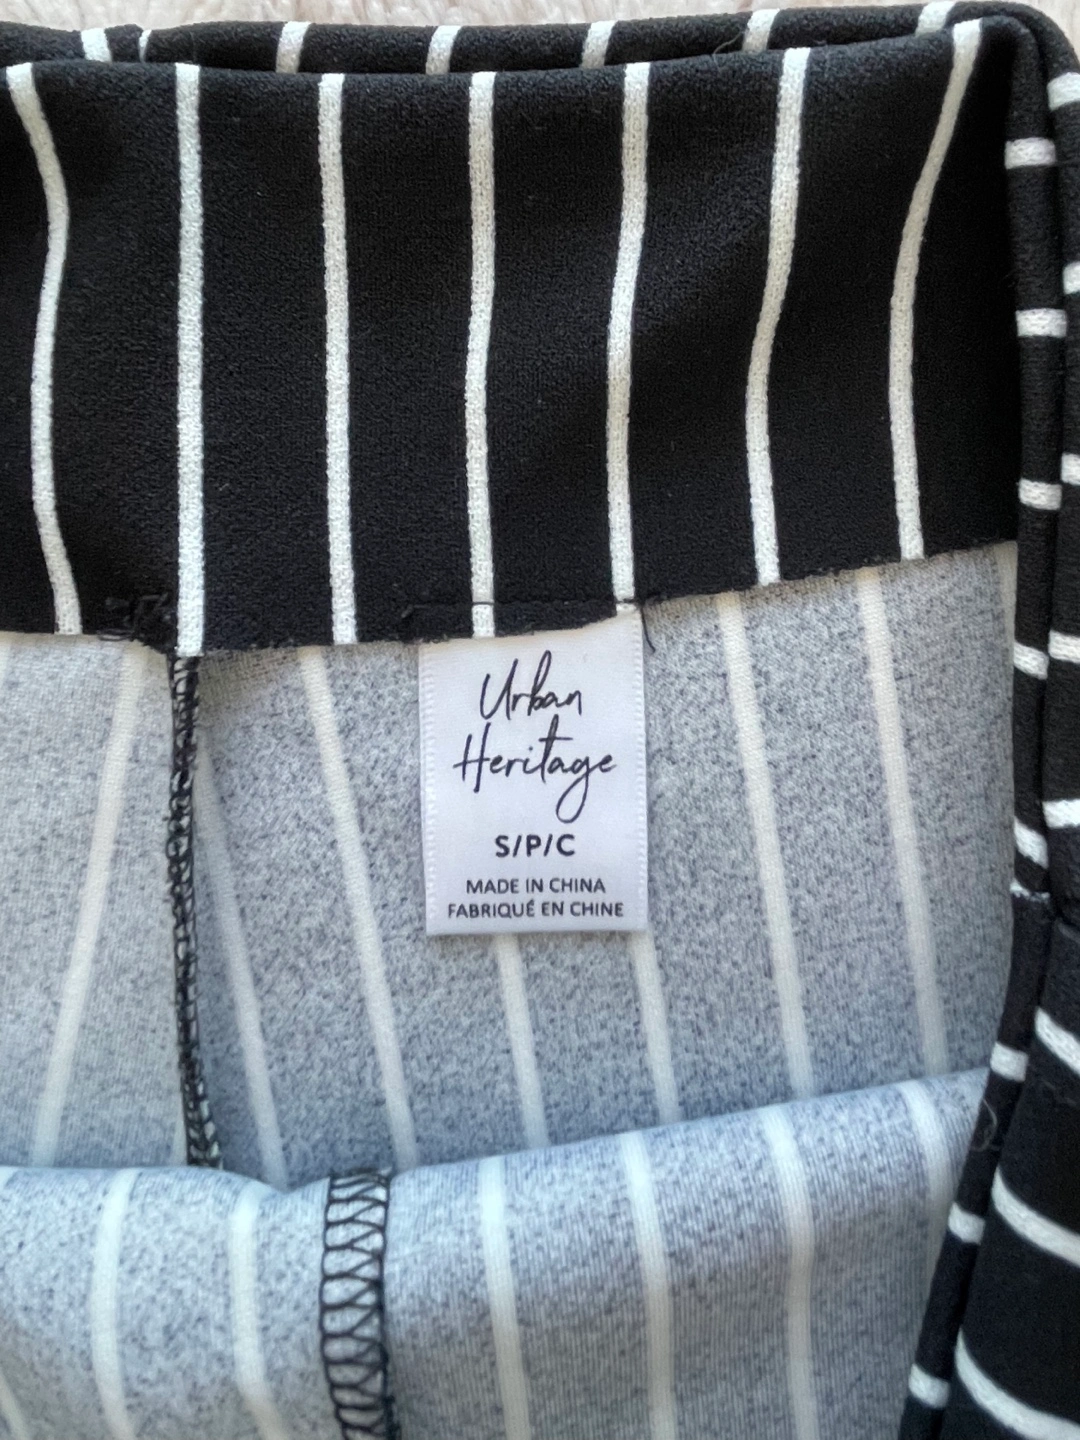 Urban
Heritage
S/P/C
MADE IN CHINA
FABRIQUÉ EN CHINE